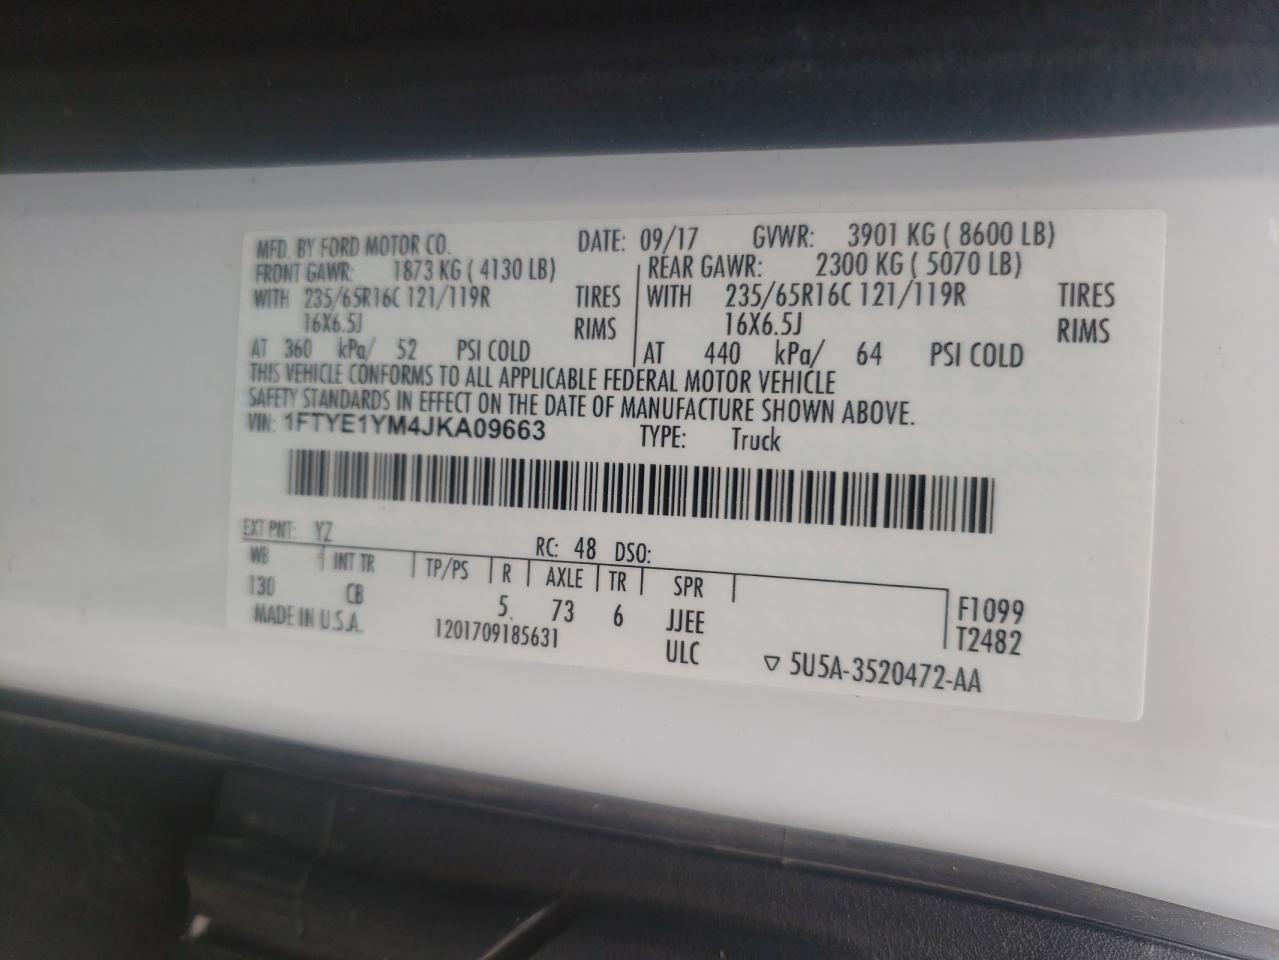 MFD. BY FORD MOTOR CO. DATE: 09/17 GVWR: 3901 KG ( 8600 LB)
FRONT GAWR: 1873 KG ( 4130 LB) REAR GAWR: 2300 KG ( 5070 LB)
WITH 235/65R16C 121/119R TIRES WITH 235/65R16C 121/119R TIRES
16X6.5J RIMS 16X6.5J RIMS
AT 360 kPa/ 52 PSI COLD AT 440 kPa/ 64 PSI COLD
THIS VEHICLE CONFORMS TO ALL APPLICABLE FEDERAL MOTOR VEHICLE
SAFETY STANDARDS IN EFFECT ON THE DATE OF MANUFACTURE SHOWN ABOVE.
VIN: 1FTYE1YM4JKA09663 TYPE: Truck
EXT PNT: YZ RC: 48 DSO:
WB INT TR TP/PS R AXLE TR SPR
130 CB 5. 73 6 JJEE F1099
MADE IN U.S.A. 1201709185631 ULC T2482
▽ 5U5A-3520472-AA